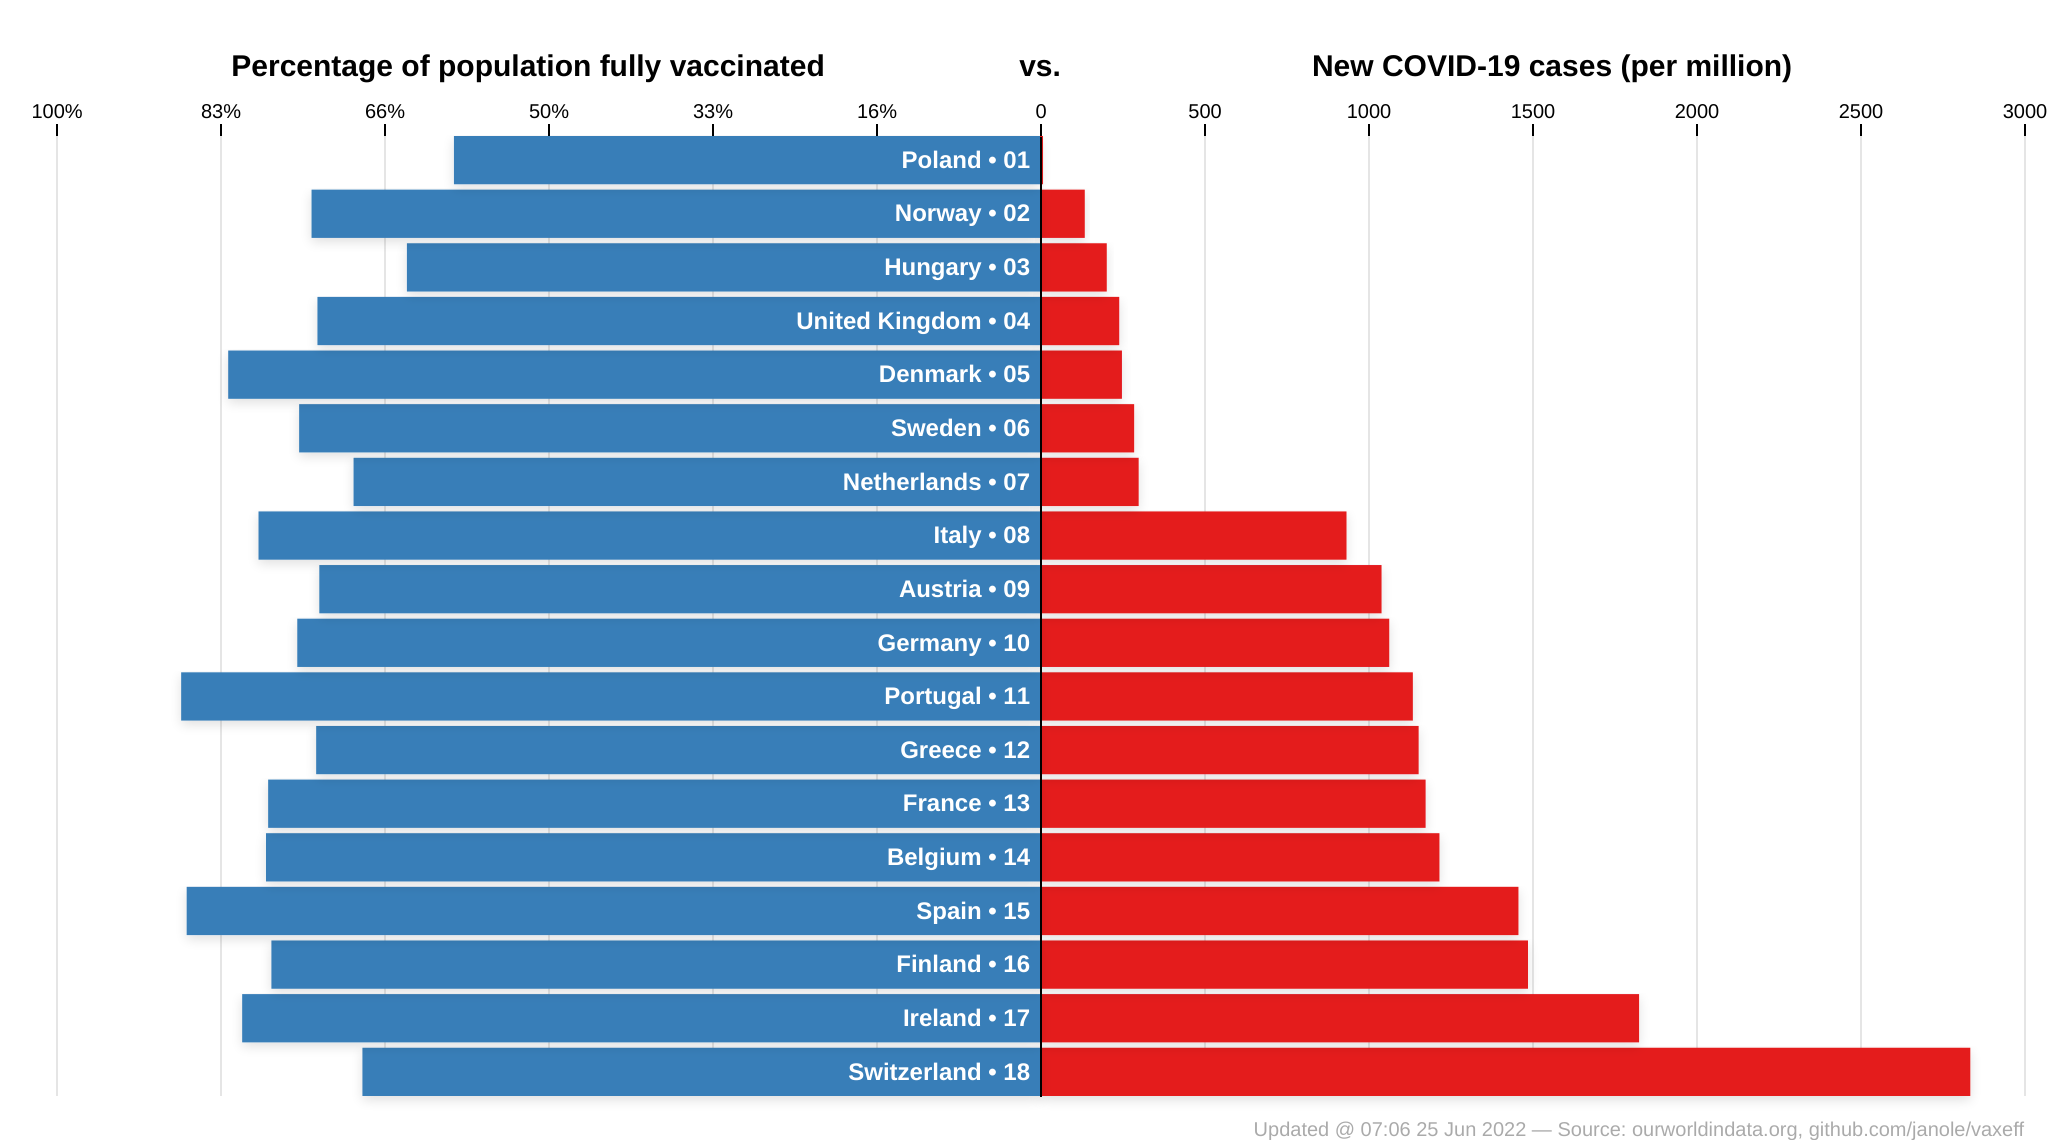 Percentage of population fully vaccinated vs. New COVID-19 cases (per million)
100% 83% 66% 50% 33% 16% 0 500 1000 1500 2000 2500 3000
Poland • 01
Norway • 02
Hungary • 03
United Kingdom • 04
Denmark • 05
Sweden • 06
Netherlands • 07
Italy • 08
Austria • 09
Germany • 10
Portugal • 11
Greece • 12
France • 13
Belgium • 14
Spain • 15
Finland • 16
Ireland • 17
Switzerland • 18
Updated @ 07:06 25 Jun 2022 — Source: ourworldindata.org, github.com/janole/vaxeff